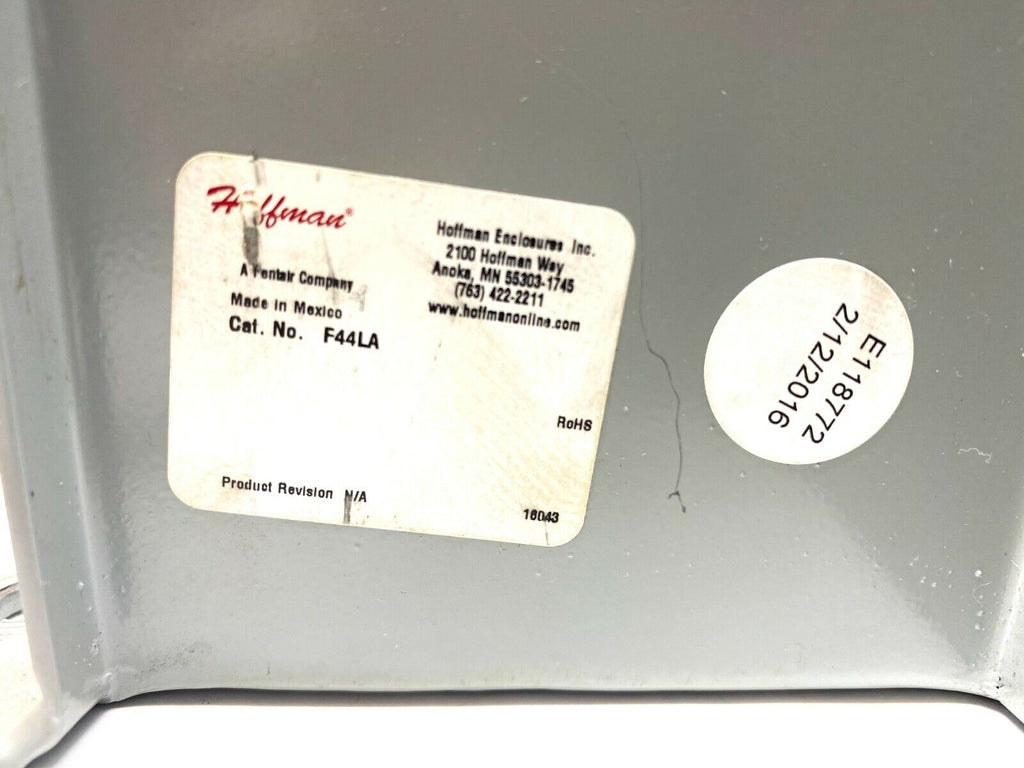 Hoffman®
A Pentair Company
Made in Mexico
Cat. No. F44LA
Hoffman Enclosures Inc.
2100 Hoffman Way
Anoka, MN 55303-1745
(763) 422-2211
www.hoffmanonline.com
RoHS
Product Revision N/A
16043
E118772
2/12/2016